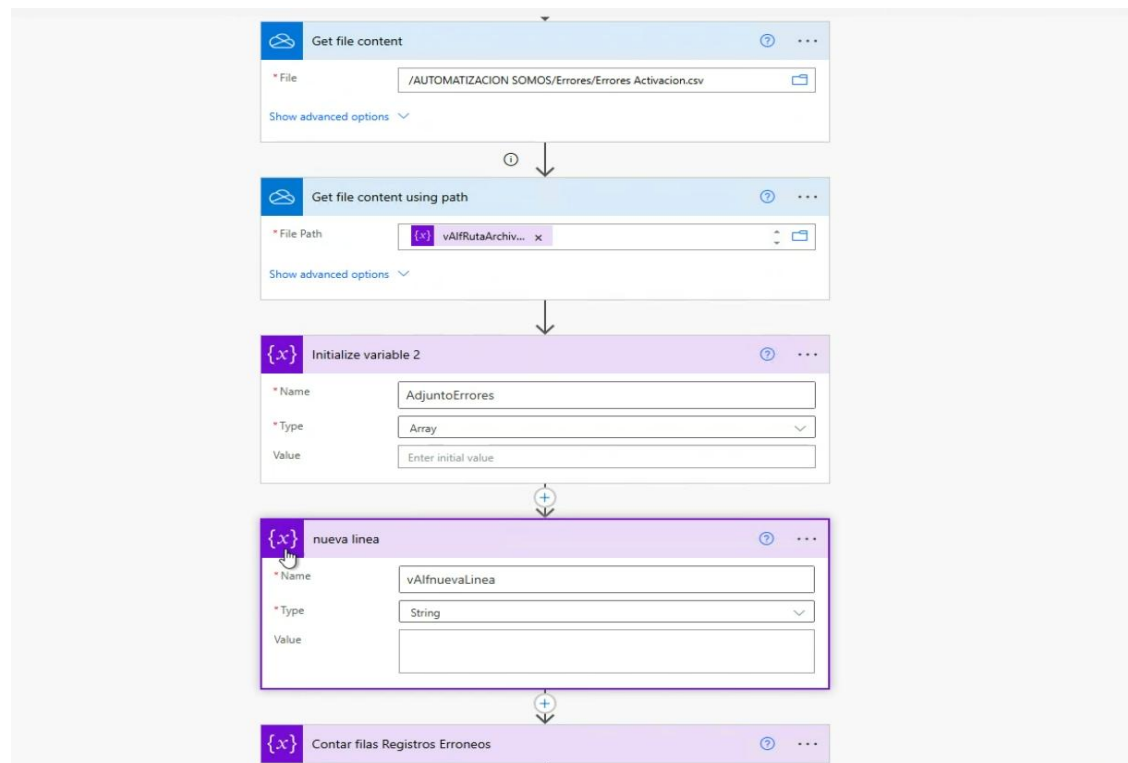 Get file content
* File
/AUTOMATIZACION SOMOS/Errores/Errores Activacion.csv
Show advanced options
Get file content using path
* File Path
{x} vAlfRutaArchiv... x
Show advanced options
{x} Initialize variable 2
* Name
AdjuntoErrores
* Type
Array
Value
Enter initial value
{x} nueva linea
* Name
vAlfnuevaLinea
* Type
String
Value
{x} Contar filas Registros Erroneos